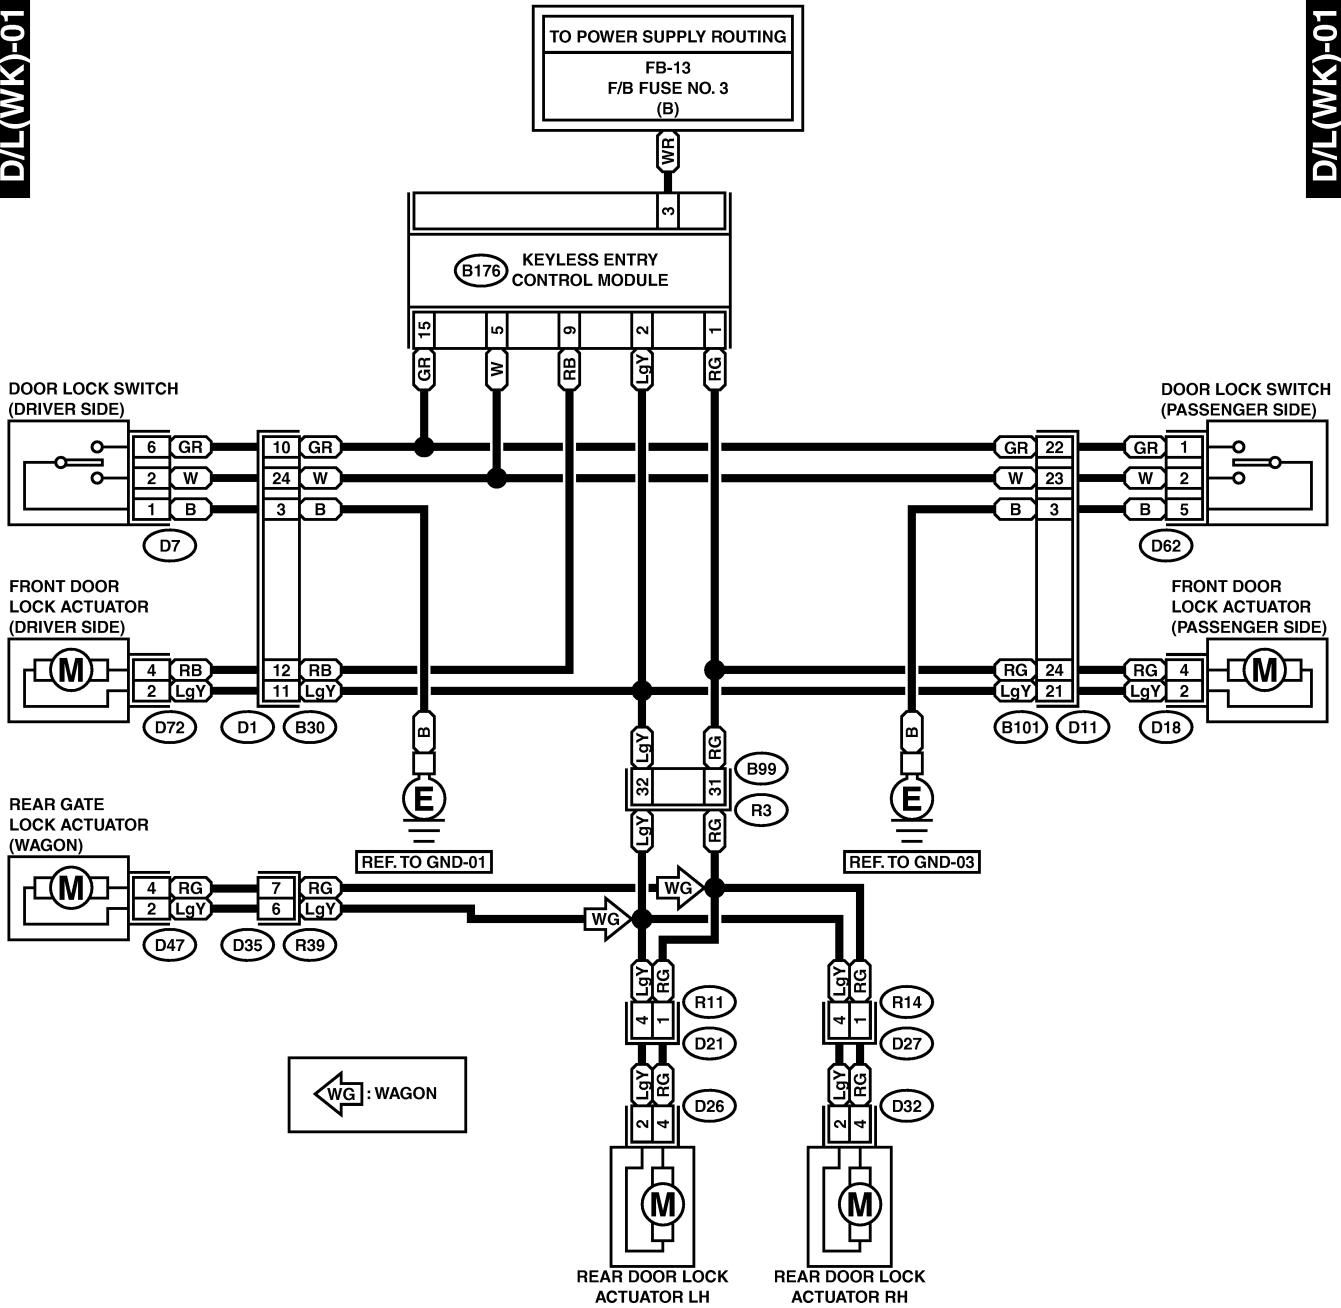 D/L(WK)-01
D/L(WK)-01
TO POWER SUPPLY ROUTING
FB-13
F/B FUSE NO. 3
(B)
WR
3
B176
KEYLESS ENTRY
CONTROL MODULE
15 5 9 2 1
GR W RB LgY RG
DOOR LOCK SWITCH
(DRIVER SIDE)
6 GR 10 GR
2 W 24 W
1 B 3 B
D7
DOOR LOCK SWITCH
(PASSENGER SIDE)
GR 22 GR 1
W 23 W 2
B 3 B 5
D62
FRONT DOOR
LOCK ACTUATOR
(DRIVER SIDE)
M
4 RB 12 RB
2 LgY 11 LgY
D72 D1 B30
FRONT DOOR
LOCK ACTUATOR
(PASSENGER SIDE)
RG 24 RG 4
LgY 21 LgY 2
M
B101 D11 D18
B
E
REF. TO GND-01
B
E
REF. TO GND-03
LgY RG
32 31
B99
R3
LgY RG
REAR GATE
LOCK ACTUATOR
(WAGON)
M
4 RG 7 RG
2 LgY 6 LgY
D47 D35 R39
WG
WG
LgY RG
4 1
R11
D21
LgY RG
2 4
D26
M
REAR DOOR LOCK
ACTUATOR LH
LgY RG
4 1
R14
D27
LgY RG
2 4
D32
M
REAR DOOR LOCK
ACTUATOR RH
WG : WAGON